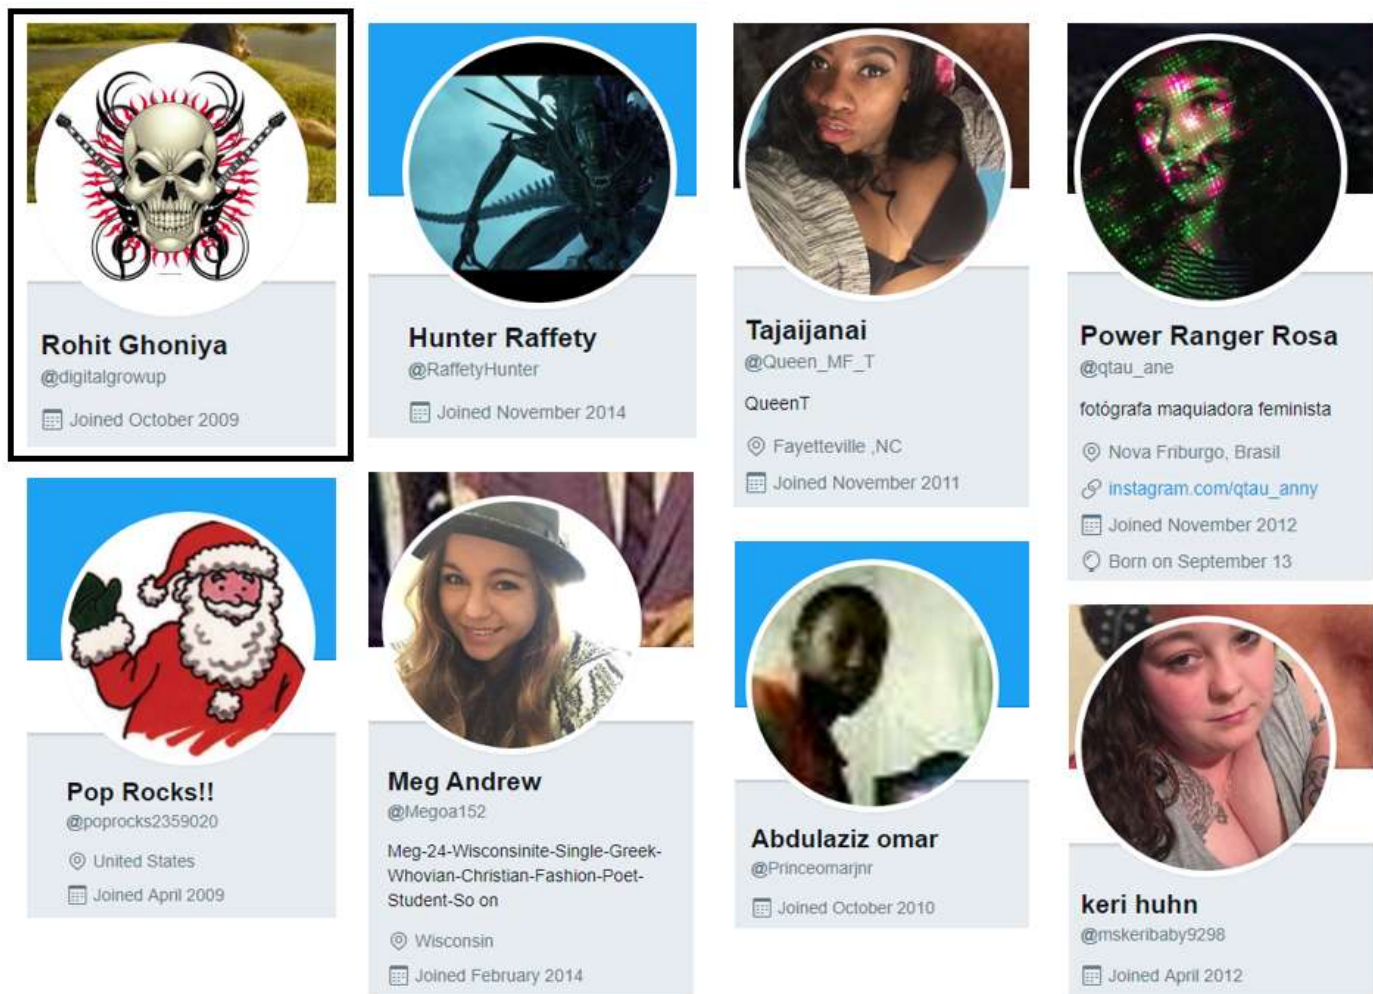 Rohit Ghoniya
@digitalgrowup
Joined October 2009
Hunter Raffety
@RaffetyHunter
Joined November 2014
Tajaijanai
@Queen_MF_T
QueenT
Fayetteville ,NC
Joined November 2011
Power Ranger Rosa
@qtau_ane
fotógrafa maquiadora feminista
Nova Friburgo, Brasil
instagram.com/qtau_anny
Joined November 2012
Born on September 13
Pop Rocks!!
@poprocks2359020
United States
Joined April 2009
Meg Andrew
@Megoa152
Meg-24-Wisconsinite-Single-Greek-
Whovian-Christian-Fashion-Poet-
Student-So on
Wisconsin
Joined February 2014
Abdulaziz omar
@Princeomarjnr
Joined October 2010
keri huhn
@mskeribaby9298
Joined April 2012